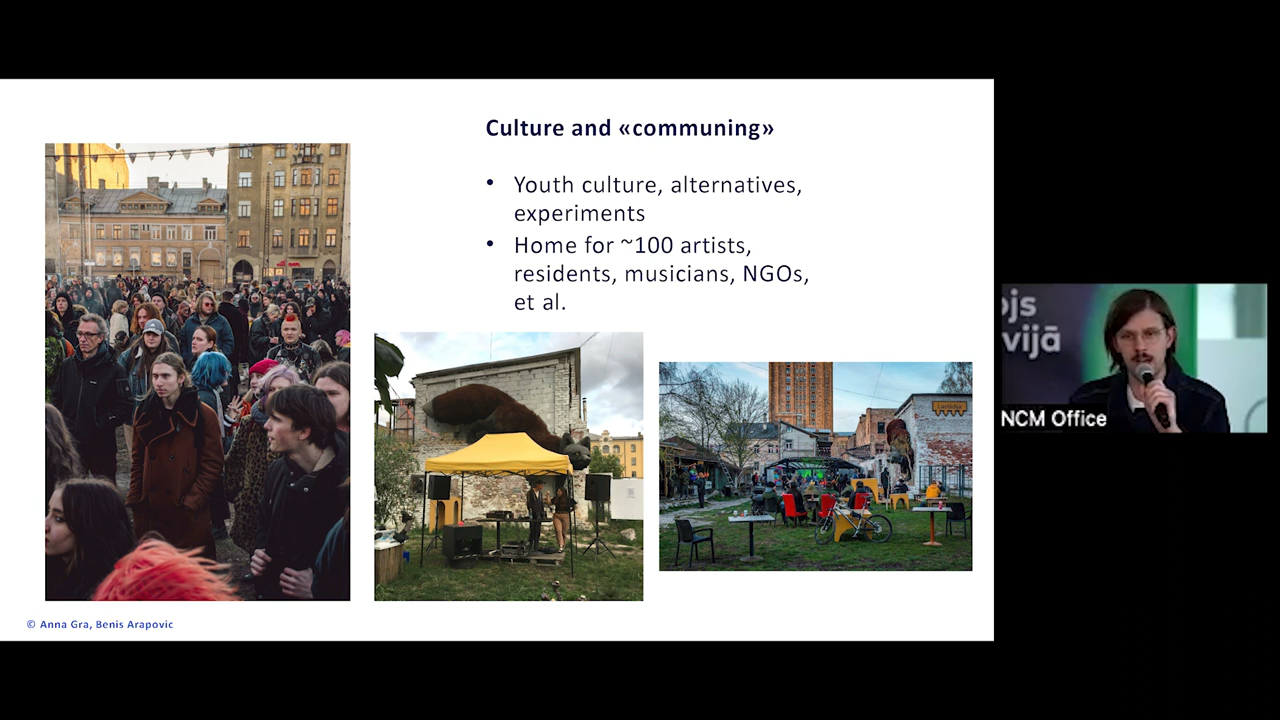 Culture and «communing»
• Youth culture, alternatives,
experiments
• Home for ~100 artists,
residents, musicians, NGOs,
et al.
© Anna Gra, Benis Arapovic
ojs
vijā
NCM Office